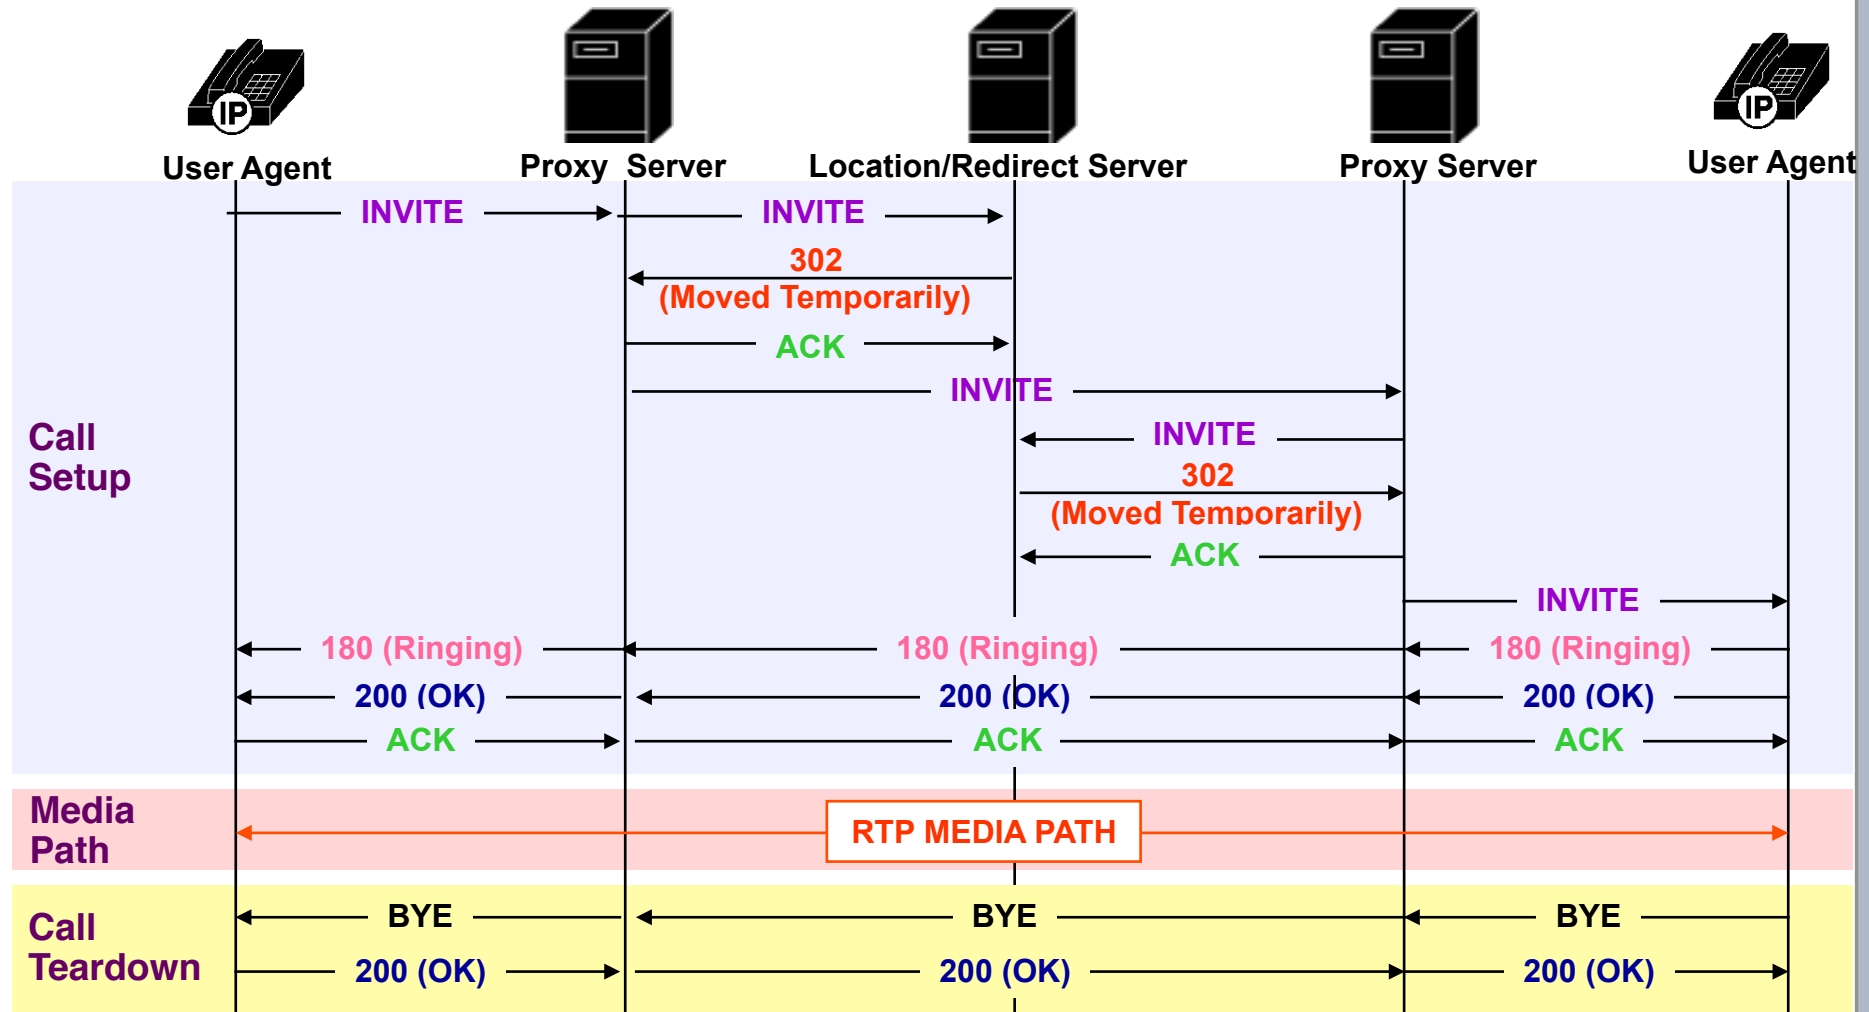 IP
IP
User Agent
Proxy Server
Location/Redirect Server
Proxy Server
User Agent
INVITE
INVITE
302
(Moved Temporarily)
ACK
INVITE
Call
Setup
INVITE
302
(Moved Temporarily)
ACK
INVITE
180 (Ringing)
180 (Ringing)
180 (Ringing)
200 (OK)
200 (OK)
200 (OK)
ACK
ACK
ACK
Media
Path
RTP MEDIA PATH
Call
Teardown
BYE
BYE
BYE
200 (OK)
200 (OK)
200 (OK)